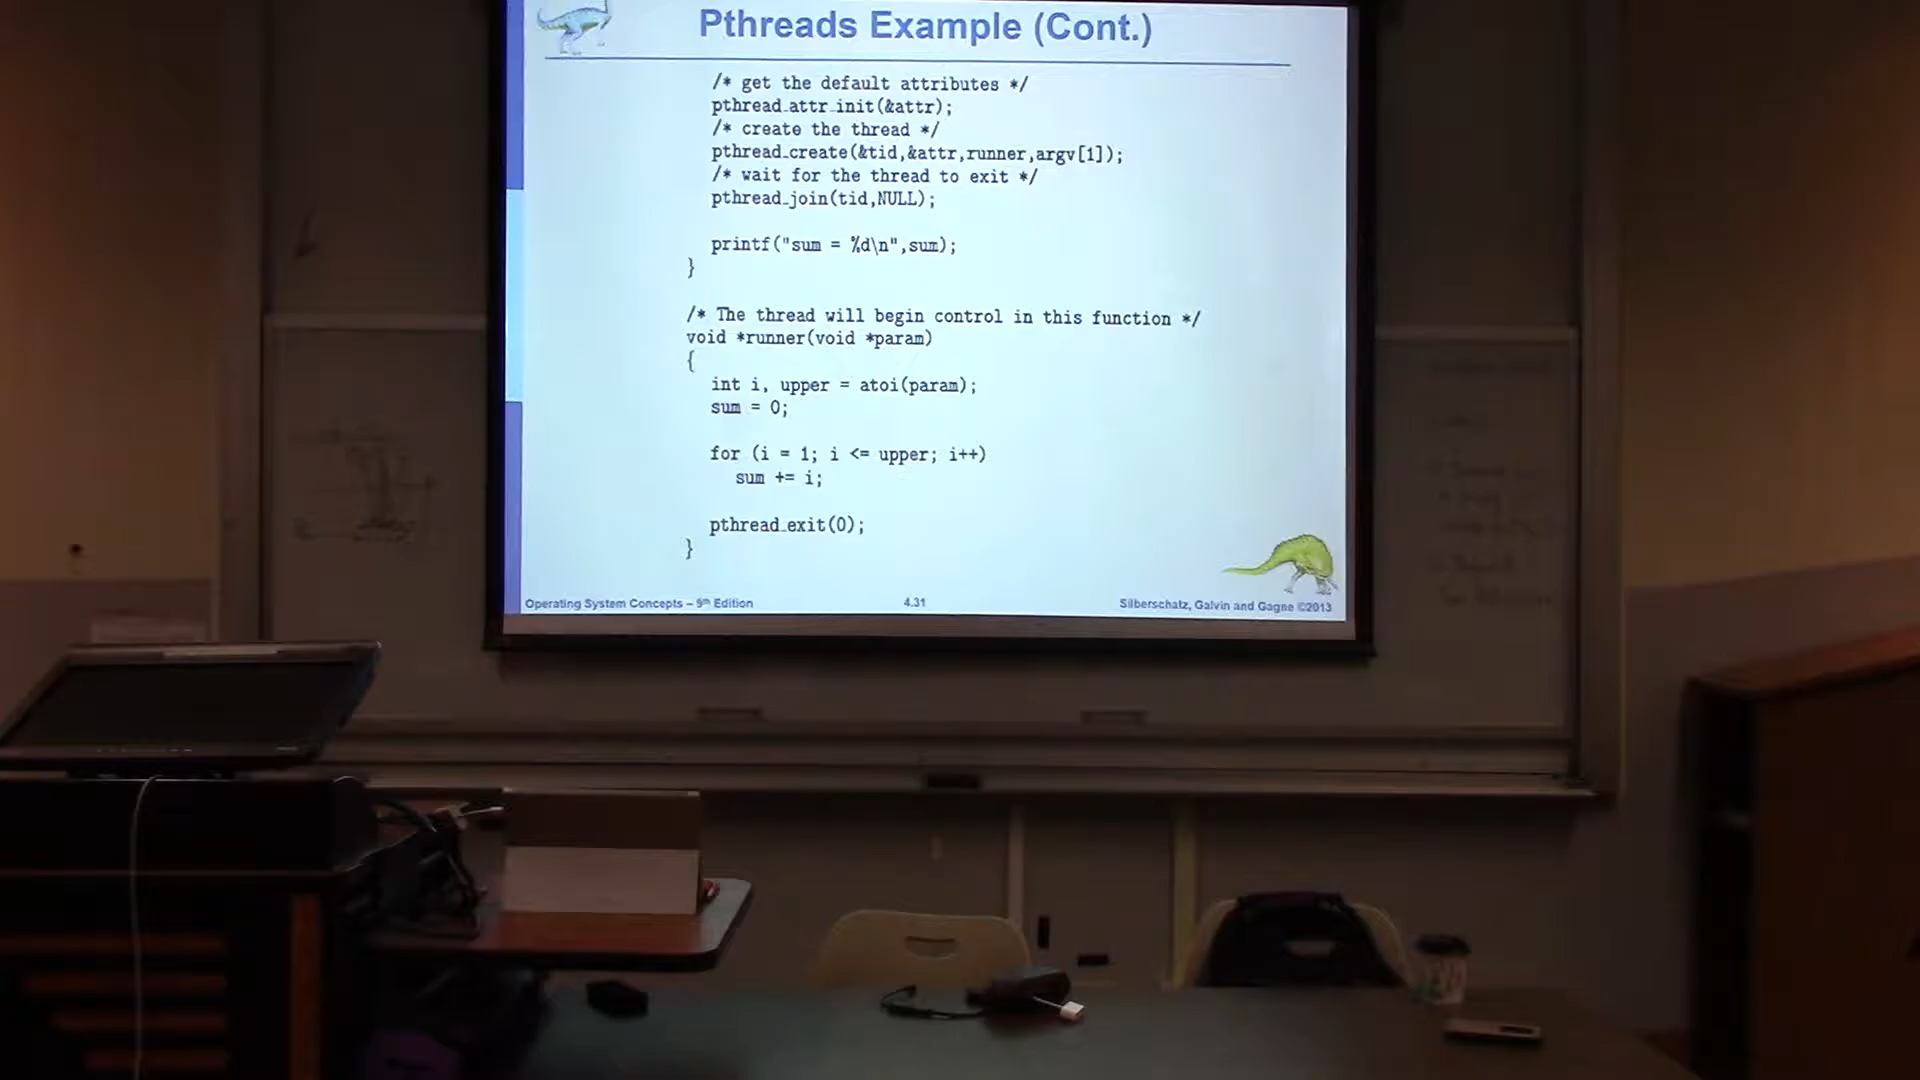 Pthreads Example (Cont.)
/* get the default attributes */
pthread_attr_init(&attr);
/* create the thread */
pthread_create(&tid,&attr,runner,argv[1]);
/* wait for the thread to exit */
pthread_join(tid,NULL);
printf("sum = %d\n",sum);
}
/* The thread will begin control in this function */
void *runner(void *param)
{
int i, upper = atoi(param);
sum = 0;
for (i = 1; i <= upper; i++)
sum += i;
pthread_exit(0);
}
Operating System Concepts – 9th Edition
4.31
Silberschatz, Galvin and Gagne ©2013